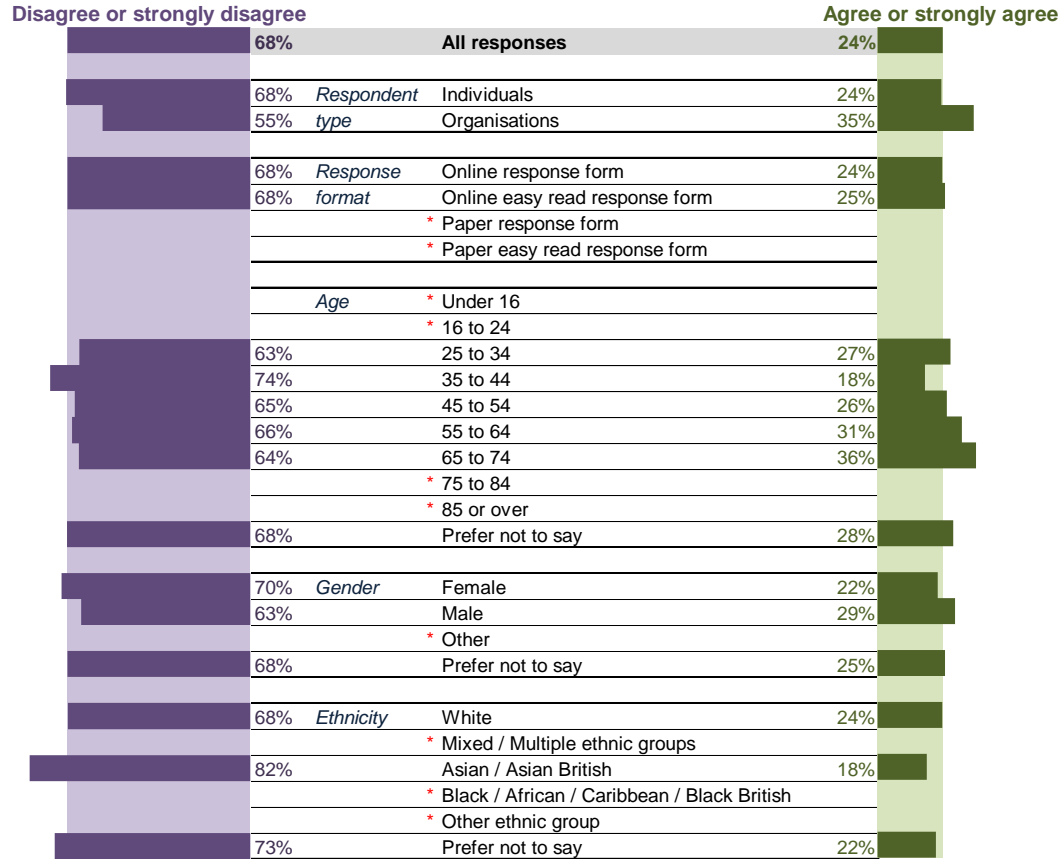 Disagree or strongly disagree Agree or strongly agree
68% All responses 24%
68% Respondent Individuals 24%
55% type Organisations 35%
68% Response Online response form 24%
68% format Online easy read response form 25%
* Paper response form
* Paper easy read response form
Age * Under 16
* 16 to 24
63% 25 to 34 27%
74% 35 to 44 18%
65% 45 to 54 26%
66% 55 to 64 31%
64% 65 to 74 36%
* 75 to 84
* 85 or over
68% Prefer not to say 28%
70% Gender Female 22%
63% Male 29%
* Other
68% Prefer not to say 25%
68% Ethnicity White 24%
* Mixed / Multiple ethnic groups
82% Asian / Asian British 18%
* Black / African / Caribbean / Black British
* Other ethnic group
73% Prefer not to say 22%